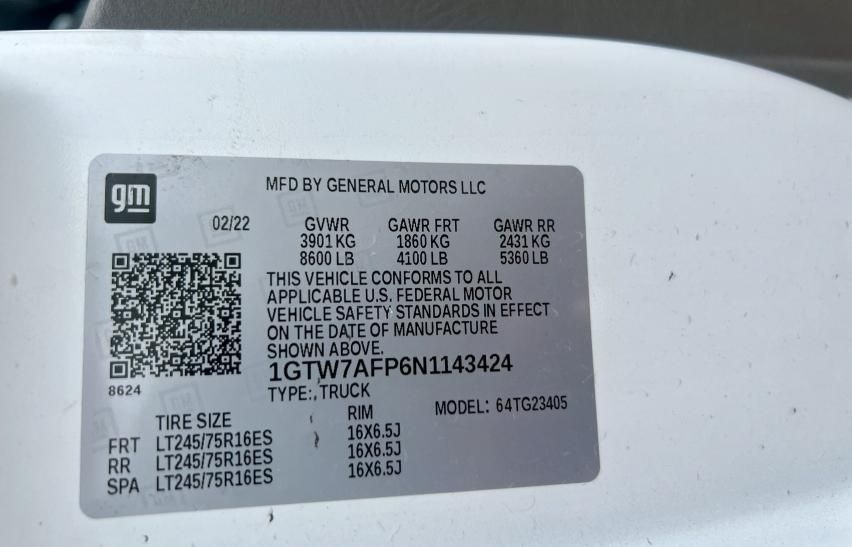 gm
MFD BY GENERAL MOTORS LLC
02/22 GVWR GAWR FRT GAWR RR
3901 KG 1860 KG 2431 KG
8600 LB 4100 LB 5360 LB
THIS VEHICLE CONFORMS TO ALL
APPLICABLE U.S. FEDERAL MOTOR
VEHICLE SAFETY STANDARDS IN EFFECT
ON THE DATE OF MANUFACTURE
SHOWN ABOVE.
1GTW7AFP6N1143424
8624
TYPE: TRUCK MODEL: 64TG23405
TIRE SIZE RIM
FRT LT245/75R16ES 16X6.5J
RR LT245/75R16ES 16X6.5J
SPA LT245/75R16ES 16X6.5J